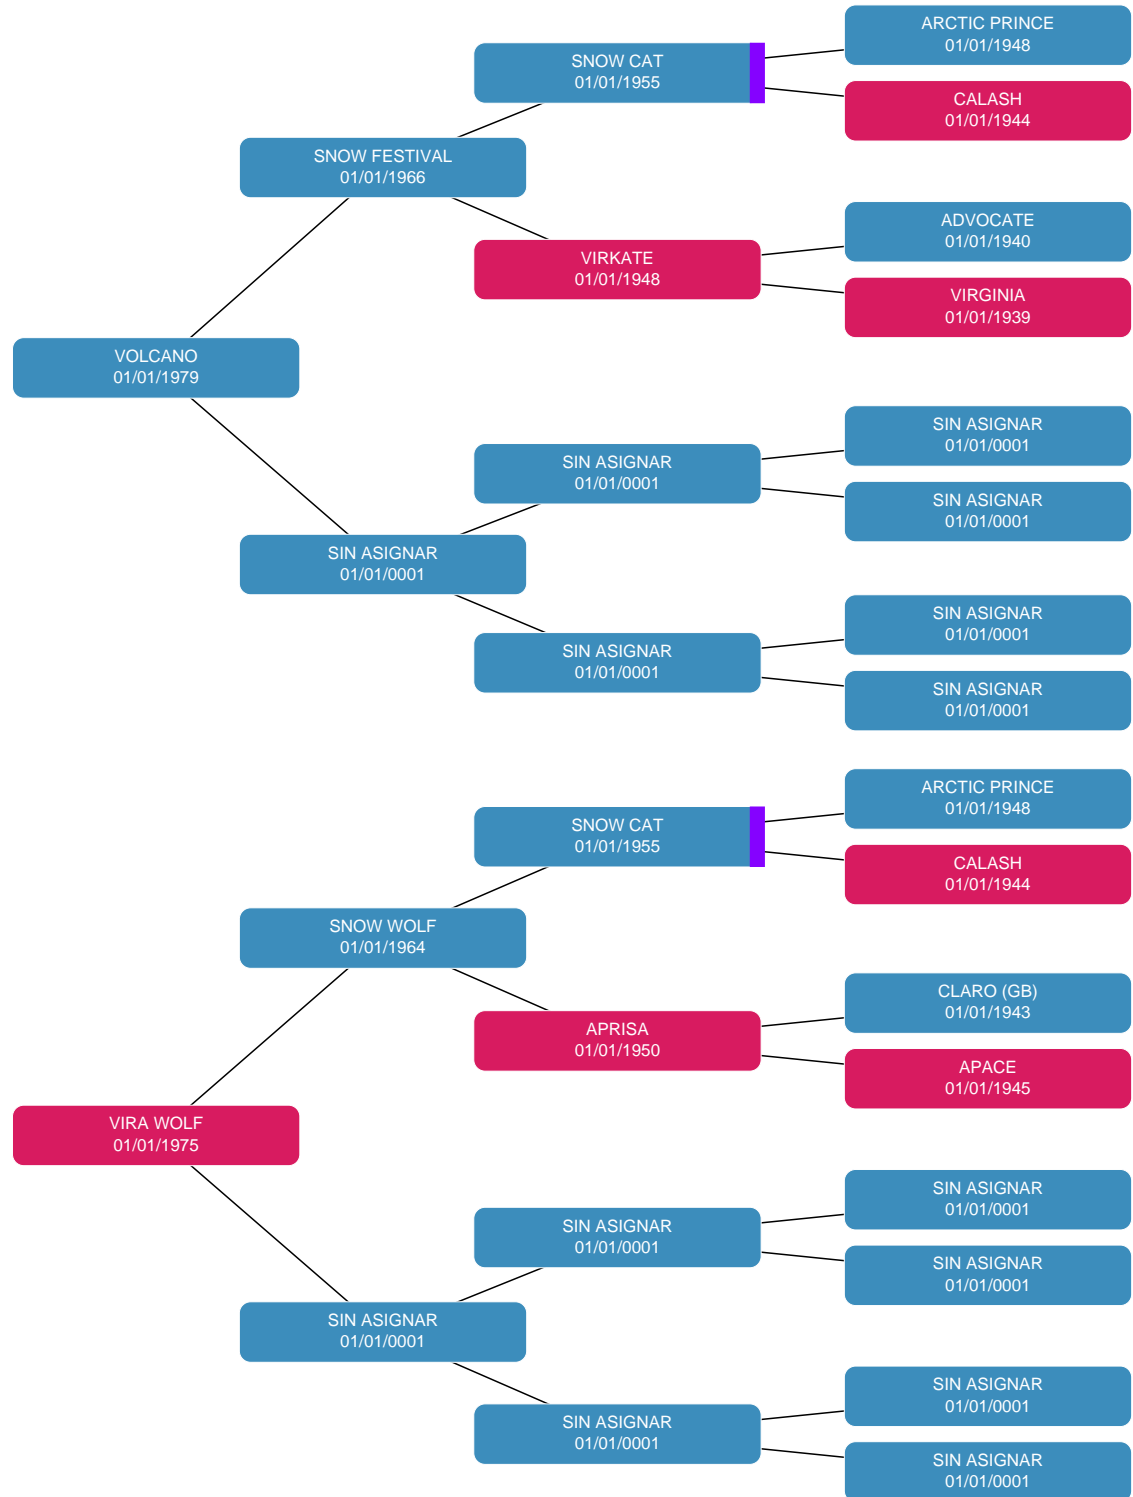 ARCTIC PRINCE
01/01/1948
SNOW CAT
01/01/1955
CALASH
01/01/1944
SNOW FESTIVAL
01/01/1966
ADVOCATE
01/01/1940
VIRKATE
01/01/1948
VIRGINIA
01/01/1939
VOLCANO
01/01/1979
SIN ASIGNAR
01/01/0001
SIN ASIGNAR
01/01/0001
SIN ASIGNAR
01/01/0001
SIN ASIGNAR
01/01/0001
SIN ASIGNAR
01/01/0001
SIN ASIGNAR
01/01/0001
SIN ASIGNAR
01/01/0001
ARCTIC PRINCE
01/01/1948
SNOW CAT
01/01/1955
CALASH
01/01/1944
SNOW WOLF
01/01/1964
CLARO (GB)
01/01/1943
APRISA
01/01/1950
APACE
01/01/1945
VIRA WOLF
01/01/1975
SIN ASIGNAR
01/01/0001
SIN ASIGNAR
01/01/0001
SIN ASIGNAR
01/01/0001
SIN ASIGNAR
01/01/0001
SIN ASIGNAR
01/01/0001
SIN ASIGNAR
01/01/0001
SIN ASIGNAR
01/01/0001